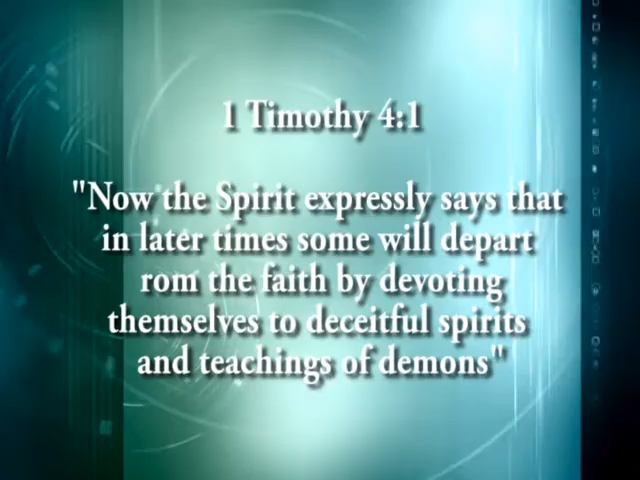 1 Timothy 4:1
"Now the Spirit expressly says that
in later times some will depart
rom the faith by devoting
themselves to deceitful spirits
and teachings of demons"